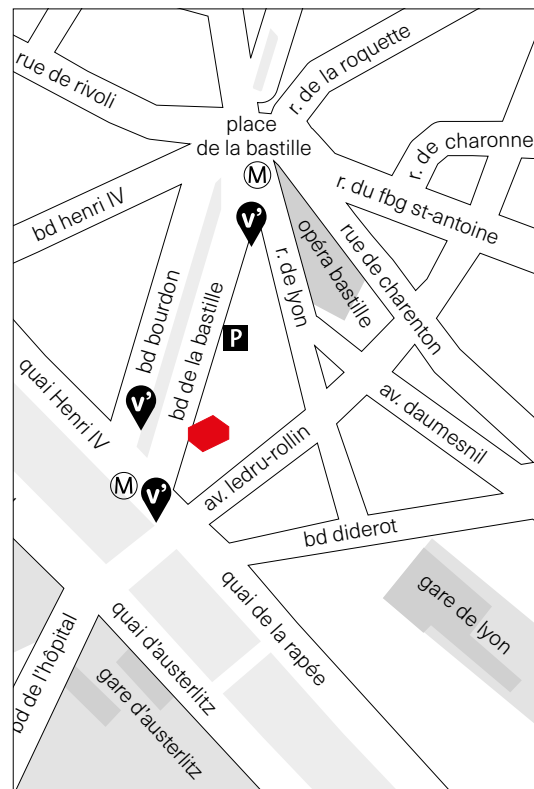 rue de rivoli
r. de la roquette
place
de la bastille
r. de charonne
M
r. du fbg st-antoine
bd henri IV
v'
opéra bastille
rue de charenton
r. de lyon
bd bourdon
bd de la bastille
P
quai Henri IV
v'
av. daumesnil
av. ledru-rollin
M
v'
bd diderot
gare de lyon
quai de la rapée
quai d'austerlitz
bd de l'hôpital
gare d'austerlitz